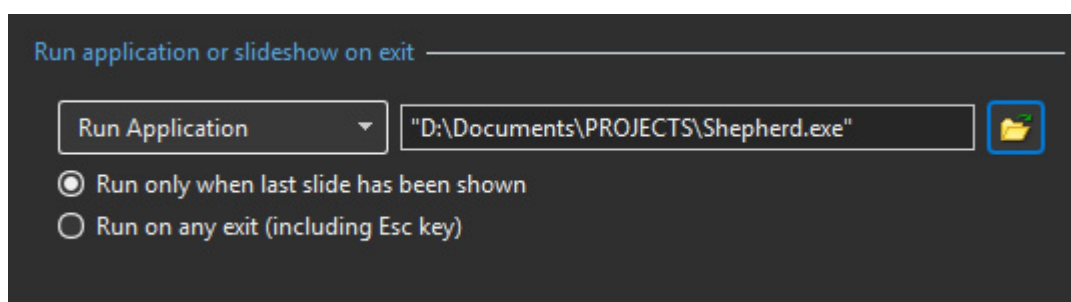 Run application or slideshow on exit
Run Application
"D:\Documents\PROJECTS\Shepherd.exe"
Run only when last slide has been shown
Run on any exit (including Esc key)